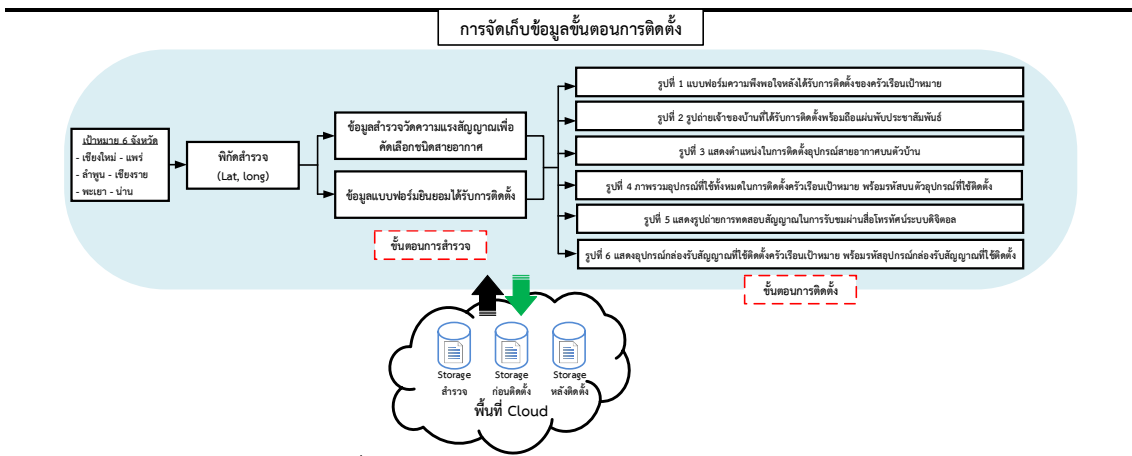 การจัดเก็บข้อมูลขั้นตอนการติดตั้ง
เป้าหมาย 6 จังหวัด
- เชียงใหม่ - แพร่
- ลำพูน - เชียงราย
- พะเยา - น่าน
พิกัดสำรวจ
(Lat, long)
ข้อมูลสำรวจวัดความแรงสัญญาณเพื่อ
คัดเลือกชนิดสายอากาศ
ข้อมูลแบบฟอร์มยินยอมได้รับการติดตั้ง
ขั้นตอนการสำรวจ
รูปที่ 1 แบบฟอร์มความพึงพอใจหลังได้รับการติดตั้งของครัวเรือนเป้าหมาย
รูปที่ 2 รูปถ่ายเจ้าของบ้านที่ได้รับการติดตั้งพร้อมถือแผ่นพับประชาสัมพันธ์
รูปที่ 3 แสดงตำแหน่งในการติดตั้งอุปกรณ์สายอากาศบนตัวบ้าน
รูปที่ 4 ภาพรวมอุปกรณ์ที่ใช้ทั้งหมดในการติดตั้งครัวเรือนเป้าหมาย พร้อมรหัสบนตัวอุปกรณ์ที่ใช้ติดตั้ง
รูปที่ 5 แสดงรูปถ่ายการทดสอบสัญญาณในการรับชมผ่านสื่อโทรทัศน์ระบบดิจิตอล
รูปที่ 6 แสดงอุปกรณ์กล่องรับสัญญาณที่ใช้ติดตั้งครัวเรือนเป้าหมาย พร้อมรหัสอุปกรณ์กล่องรับสัญญาณที่ใช้ติดตั้ง
ขั้นตอนการติดตั้ง
Storage Storage Storage
สำรวจ ก่อนติดตั้ง หลังติดตั้ง
พื้นที่ Cloud